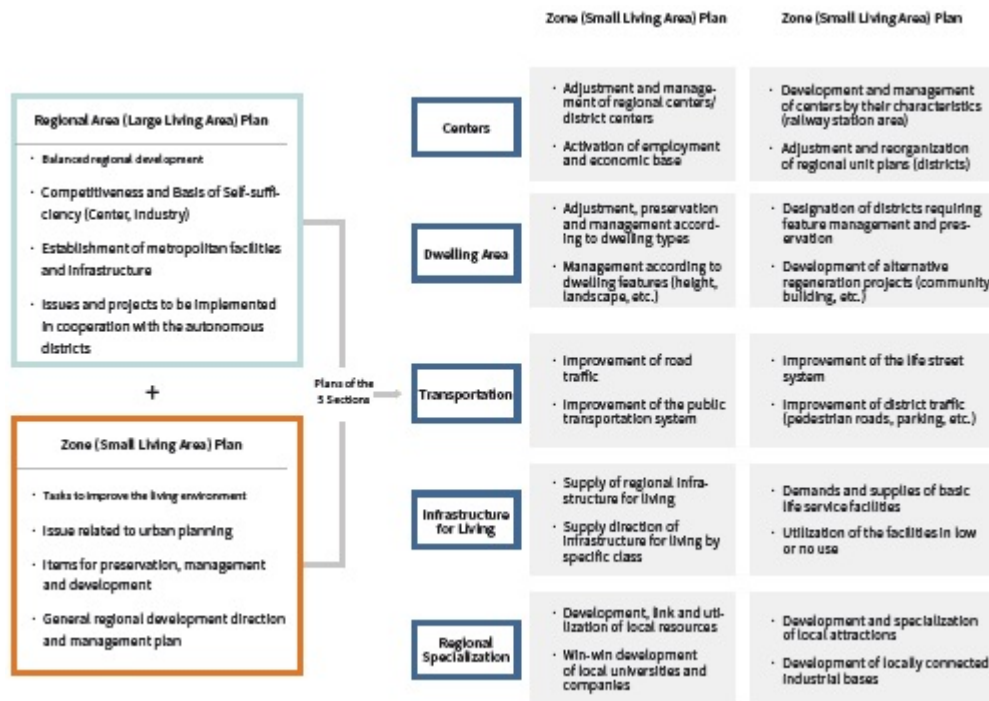 Zone (Small Living Area) Plan
Zone (Small Living Area) Plan
Regional Area (Large Living Area) Plan
· Balanced regional development
· Competitiveness and Basis of Self-suffi-
ciency (Center, Industry)
· Establishment of metropolitan facilities
and infrastructure
· Issues and projects to be implemented
in cooperation with the autonomous
districts
+
Zone (Small Living Area) Plan
· Tasks to improve the living environment
· Issue related to urban planning
· Items for preservation, management
and development
· General regional development direction
and management plan
Plans of the
5 Sections
Centers
· Adjustment and manage-
ment of regional centers/
district centers
· Activation of employment
and economic base
· Development and management
of centers by their characteristics
(railway station area)
· Adjustment and reorganization
of regional unit plans (districts)
Dwelling Area
· Adjustment, preservation
and management accord-
ing to dwelling types
· Management according to
dwelling features (height,
landscape, etc.)
· Designation of districts requiring
feature management and pres-
ervation
· Development of alternative
regeneration projects (community
building, etc.)
Transportation
· Improvement of road
traffic
· Improvement of the public
transportation system
· Improvement of the life street
system
· Improvement of district traffic
(pedestrian roads, parking, etc.)
Infrastructure
for Living
· Supply of regional infra-
structure for living
· Supply direction of
infrastructure for living by
specific class
· Demands and supplies of basic
life service facilities
· Utilization of the facilities in low
or no use
Regional
Specialization
· Development, link and uti-
lization of local resources
· Win-win development
of local universities and
companies
· Development and specialization
of local attractions
· Development of locally connected
industrial bases